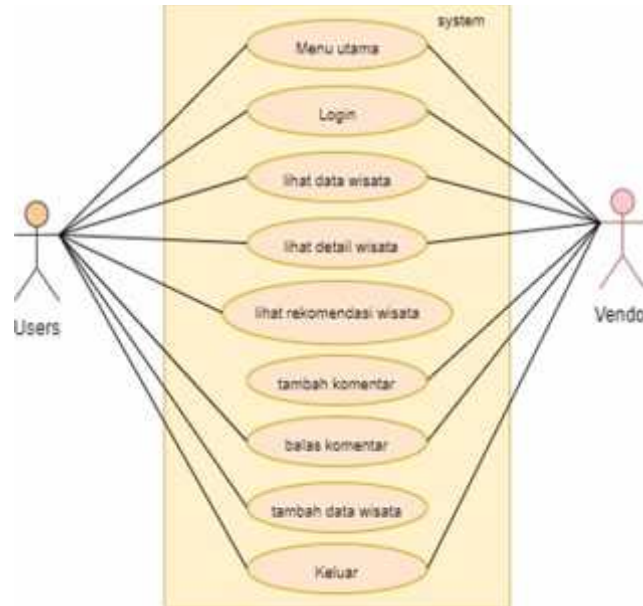 system
Menu utama
Login
lihat data wisata
lihat detail wisata
lihat rekomendasi wisata
Users
Vendo
tambah komentar
balas komentar
tambah data wisata
Keluar